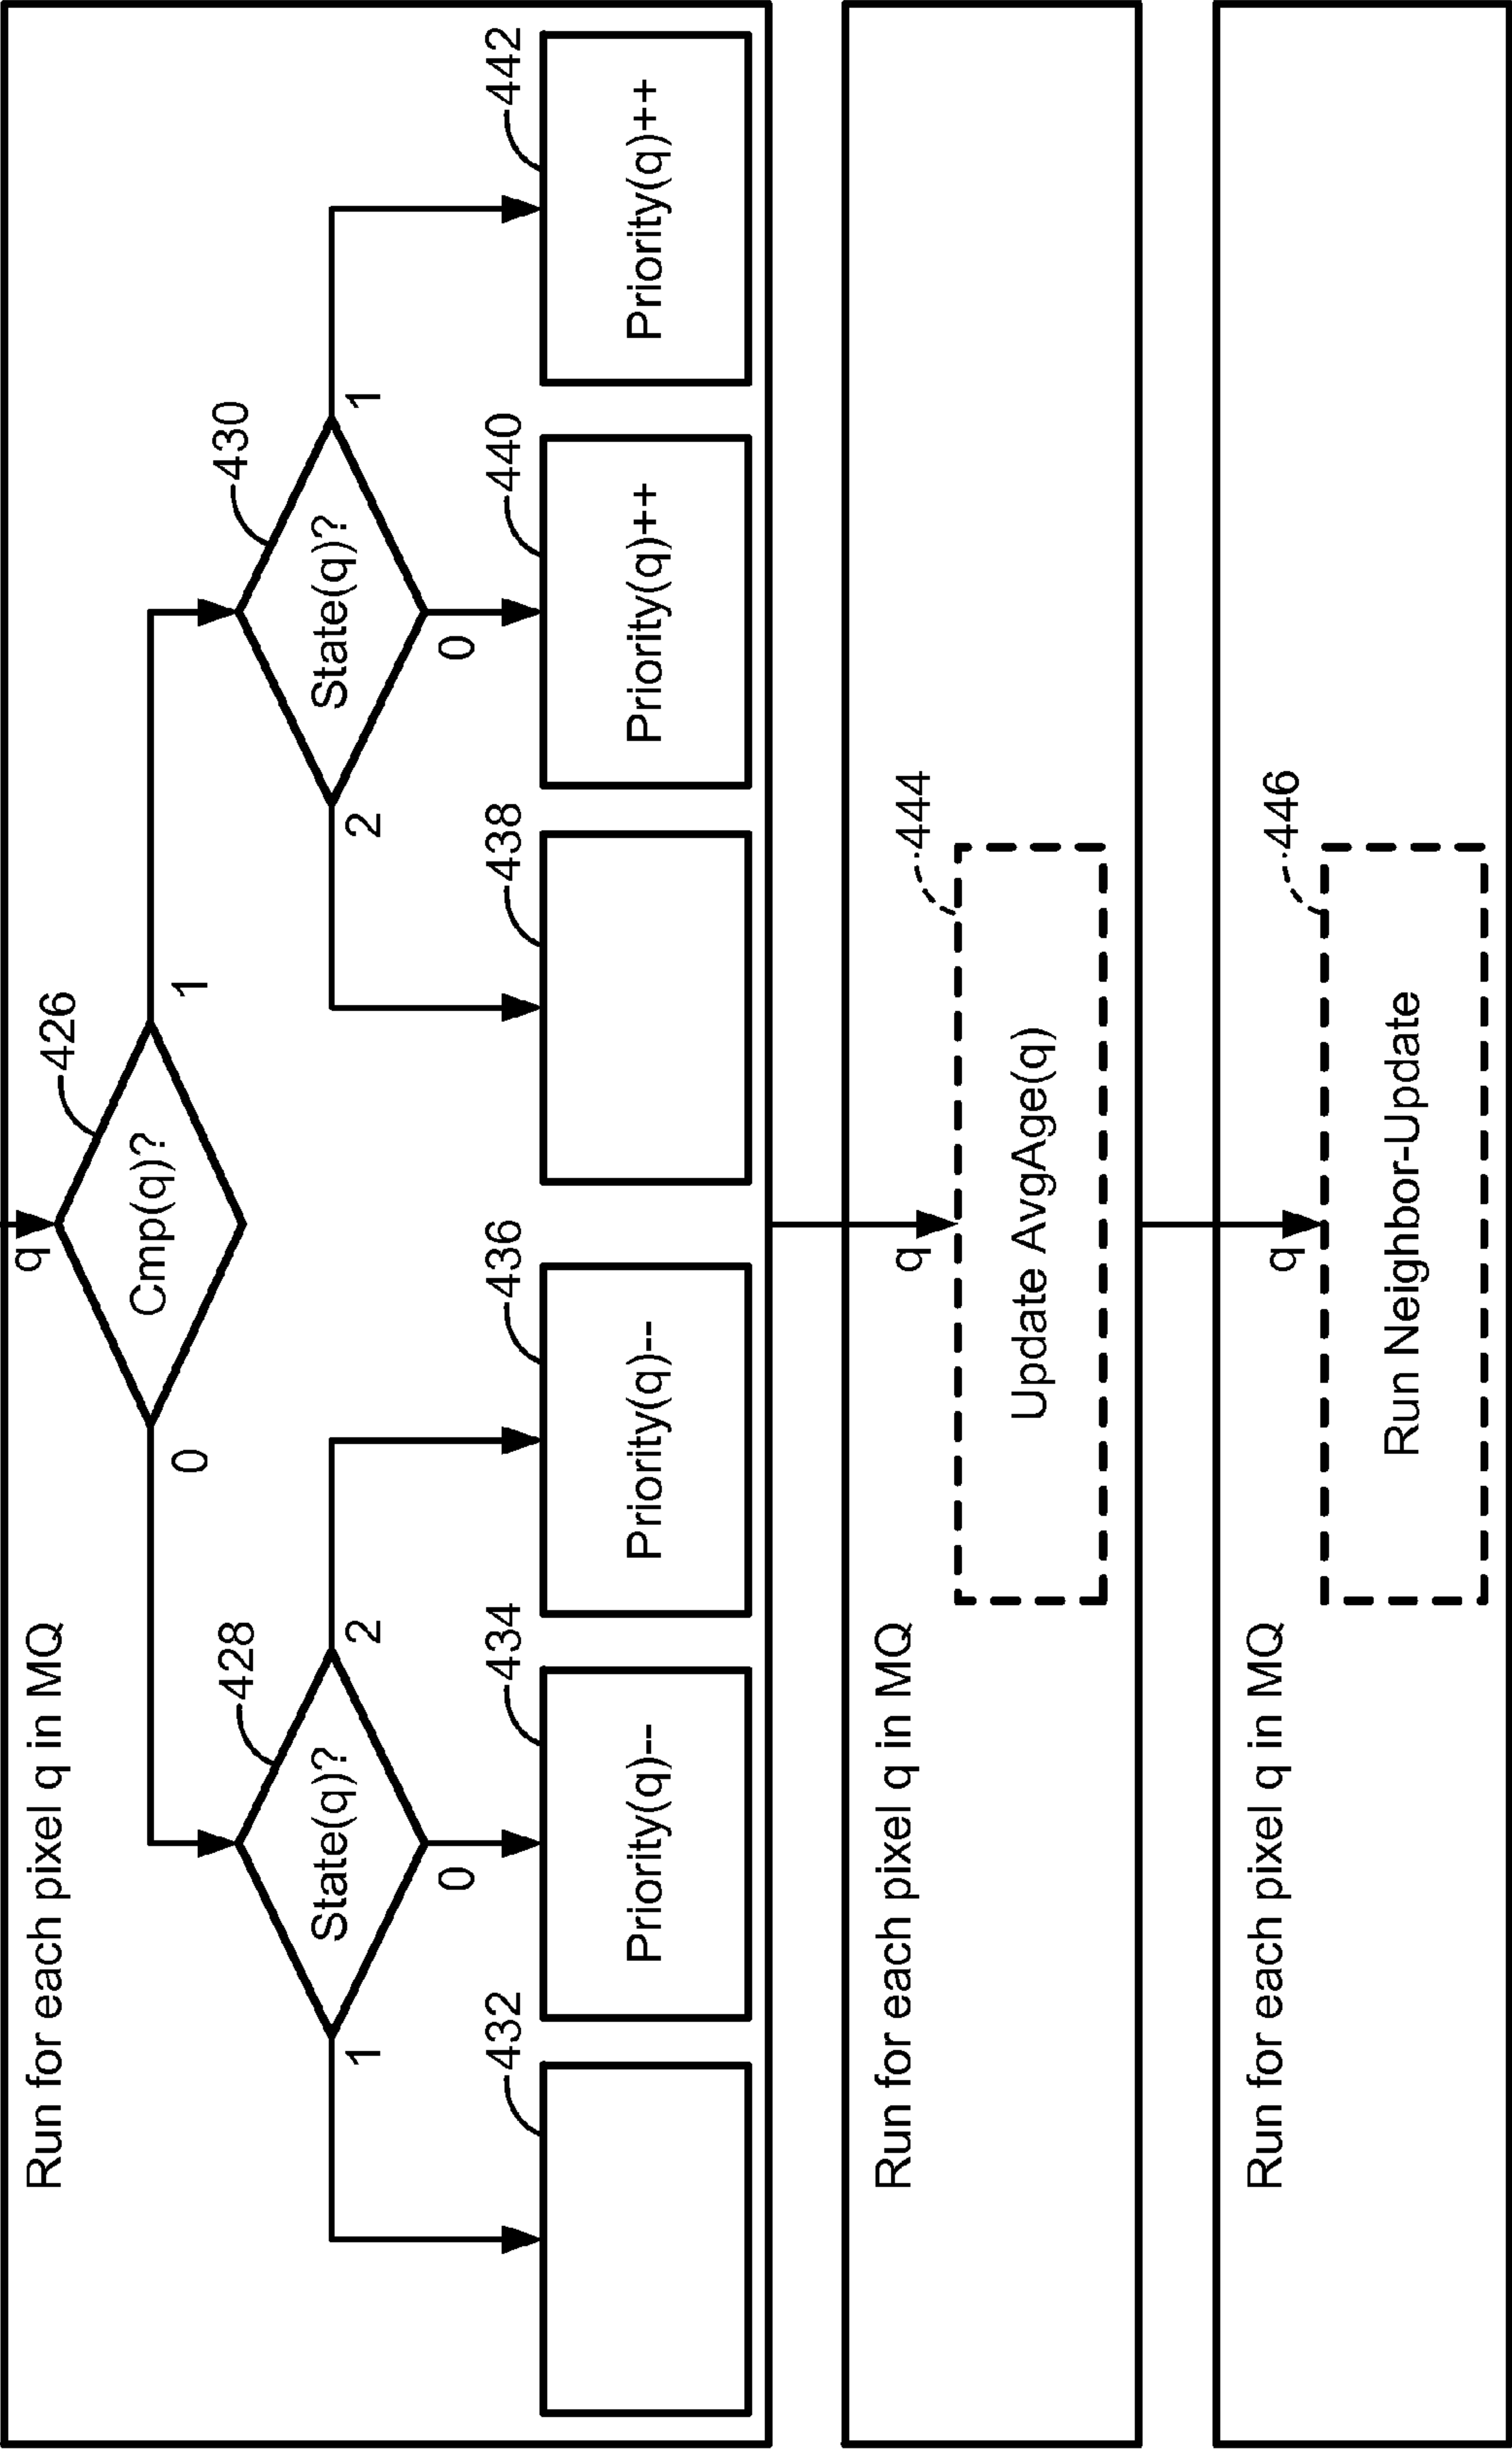 Run for each pixel q in MQ
q
426
Cmp(q)?
0
1
428
430
State(q)?
State(q)?
1
2
2
1
0
0
432
434
436
438
440
442
Priority(q)--
Priority(q)--
Priority(q)++
Priority(q)++
Run for each pixel q in MQ
q
444
Update AvgAge(q)
Run for each pixel q in MQ
q
446
Run Neighbor-Update